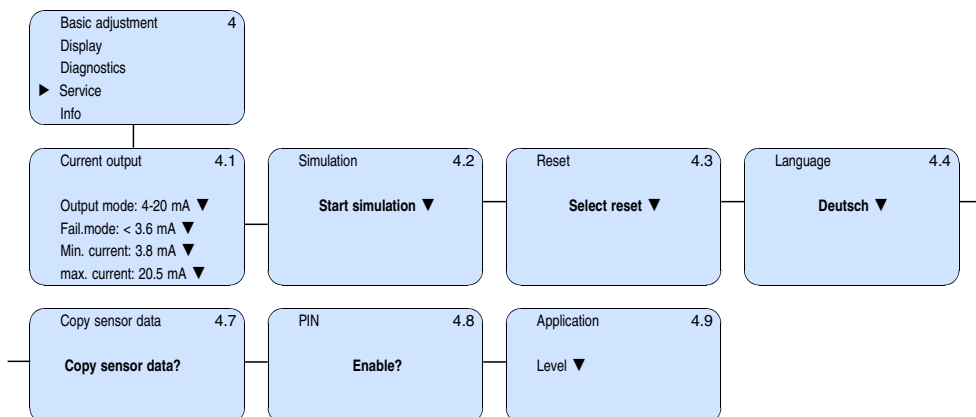 Basic adjustment 4
Display
Diagnostics
▶ Service
Info
Current output 4.1
Output mode: 4-20 mA ▼
Fail.mode: < 3.6 mA ▼
Min. current: 3.8 mA ▼
max. current: 20.5 mA ▼
Simulation 4.2
Start simulation ▼
Reset 4.3
Select reset ▼
Language 4.4
Deutsch ▼
Copy sensor data 4.7
Copy sensor data?
PIN 4.8
Enable?
Application 4.9
Level ▼